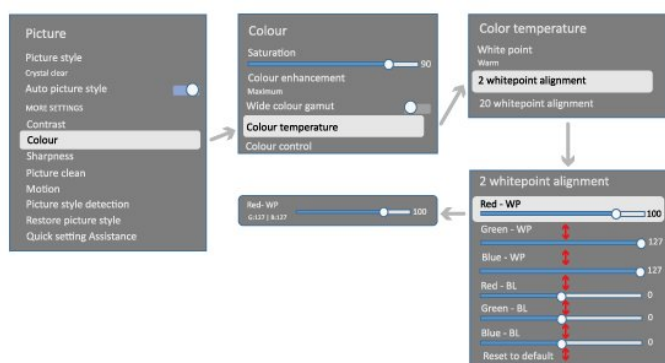 Picture
Picture style
Crystal clear
Auto picture style
MORE SETTINGS
Contrast
Colour
Sharpness
Picture clean
Motion
Picture style detection
Restore picture style
Quick setting Assistance
Colour
Saturation
90
Colour enhancement
Maximum
Wide colour gamut
Colour temperature
Colour control
Color temperature
White point
Warm
2 whitepoint alignment
20 whitepoint alignment
2 whitepoint alignment
Red - WP
100
Green - WP
127
Blue - WP
127
Red - BL
0
Green - BL
0
Blue - BL
0
Reset to default
Red- WP
G:127 | B:127
100